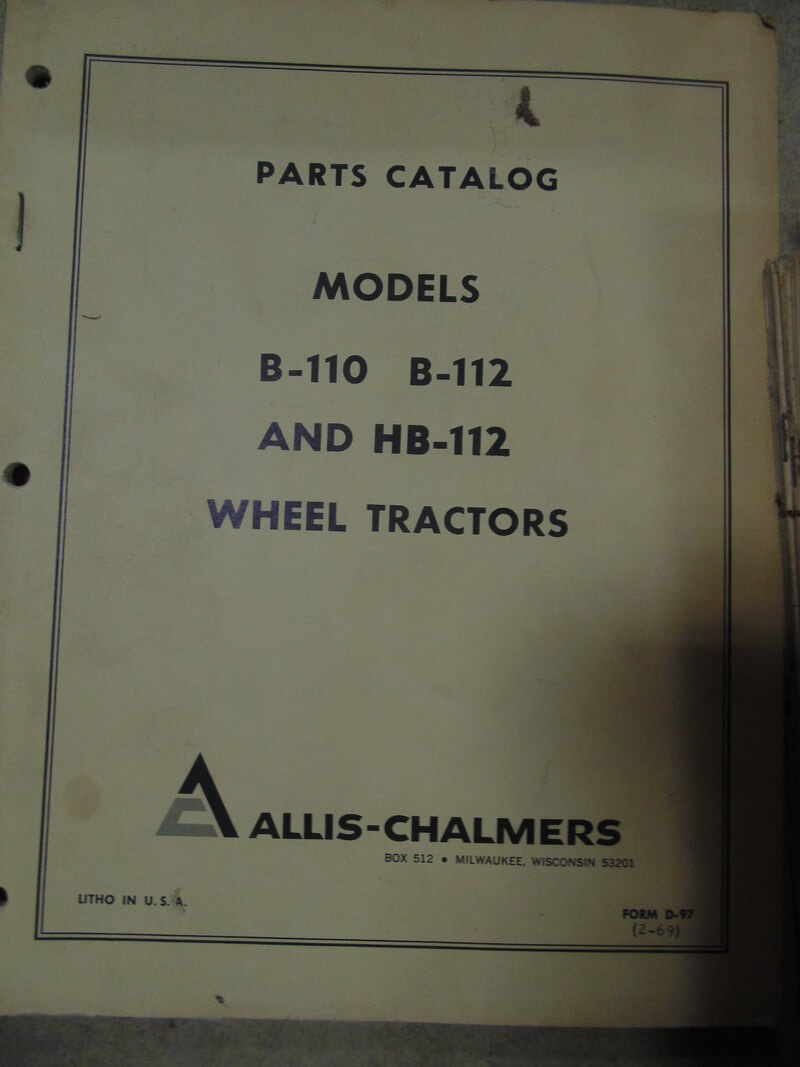 PARTS CATALOG
MODELS
B-110 B-112
AND HB-112
WHEEL TRACTORS
ALLIS-CHALMERS
BOX 512 • MILWAUKEE, WISCONSIN 53201
LITHO IN U.S.A.
FORM D-97
(2-69)